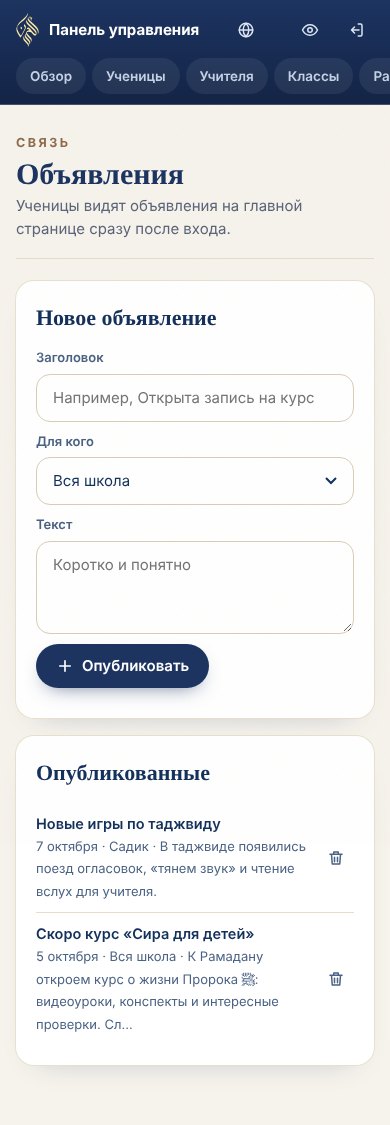 Панель управления
Обзор
Ученицы
Учителя
Классы
Ра
СВЯЗЬ
Объявления
Ученицы видят объявления на главной
странице сразу после входа.
Новое объявление
Заголовок
Например, Открыта запись на курс
Для кого
Вся школа
Текст
Коротко и понятно
Опубликовать
Опубликованные
Новые игры по таджвиду
7 октября · Садик · В таджвиде появились
поезд огласовок, «тянем звук» и чтение
вслух для учителя.
Скоро курс «Сира для детей»
5 октября · Вся школа · К Рамадану
откроем курс о жизни Пророка ﷺ:
видеоуроки, конспекты и интересные
проверки. Сл...